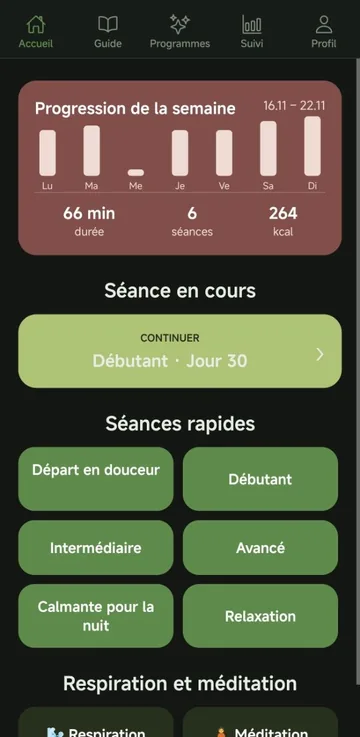 Accueil
Guide
Programmes
Suivi
Profil
Progression de la semaine
16.11 – 22.11
Lu
Ma
Me
Je
Ve
Sa
Di
66 min
6
264
durée
séances
kcal
Séance en cours
CONTINUER
Débutant · Jour 30
Séances rapides
Départ en douceur
Débutant
Intermédiaire
Avancé
Calmante pour la
nuit
Relaxation
Respiration et méditation
Respiration
Méditation